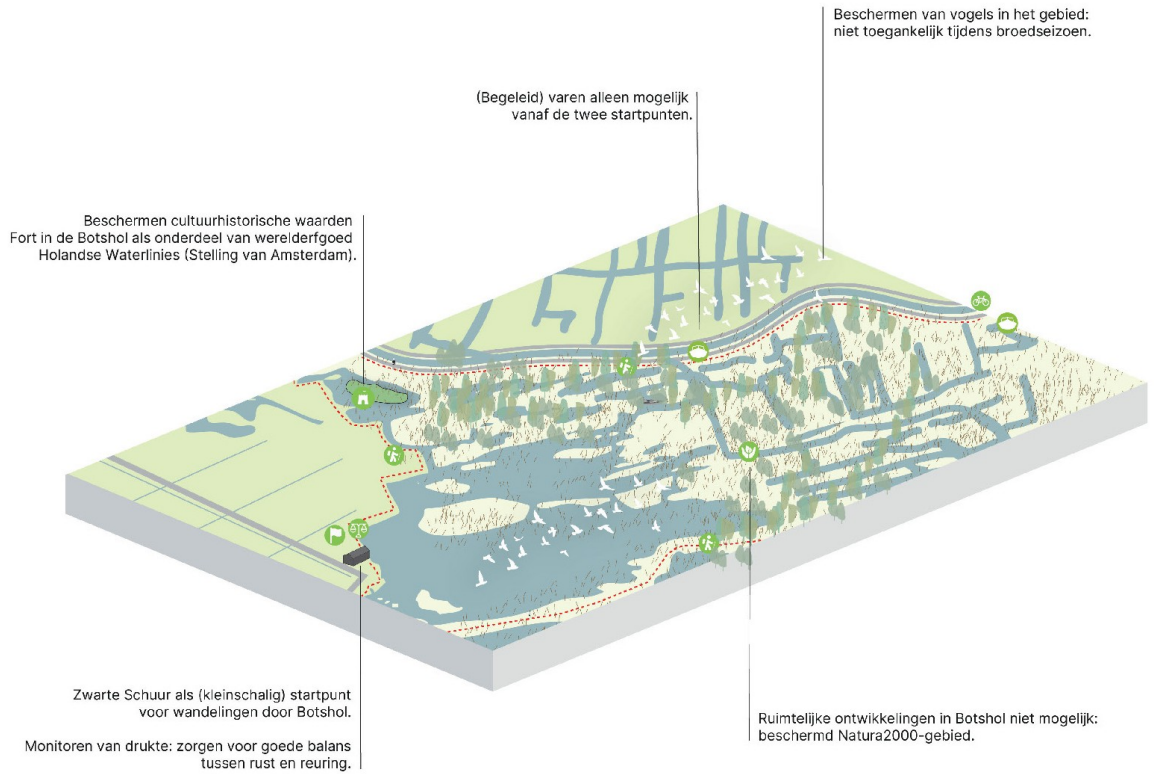 Beschermen van vogels in het gebied:
niet toegankelijk tijdens broedseizoen.
(Begeleid) varen alleen mogelijk
vanaf de twee startpunten.
Beschermen cultuurhistorische waarden
Fort in de Botshol als onderdeel van werelderfgoed
Holandse Waterlinies (Stelling van Amsterdam).
Zwarte Schuur als (kleinschalig) startpunt
voor wandelingen door Botshol.
Monitoren van drukte: zorgen voor goede balans
tussen rust en reuring.
Ruimtelijke ontwikkelingen in Botshol niet mogelijk:
beschermd Natura2000-gebied.